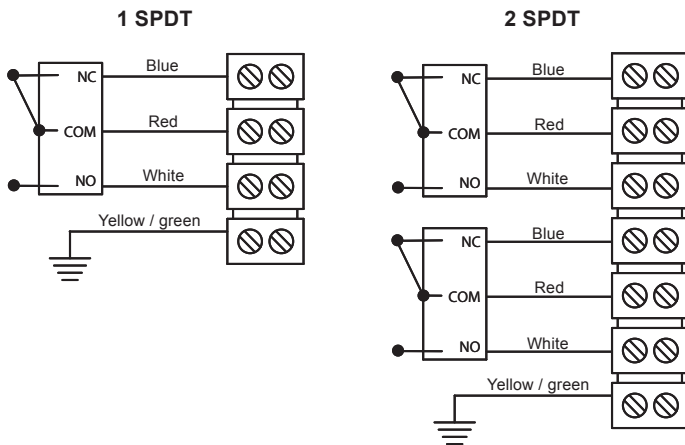 1 SPDT
NC
Blue
COM
Red
NO
White
Yellow / green
2 SPDT
NC
Blue
COM
Red
NO
White
NC
Blue
COM
Red
NO
White
Yellow / green